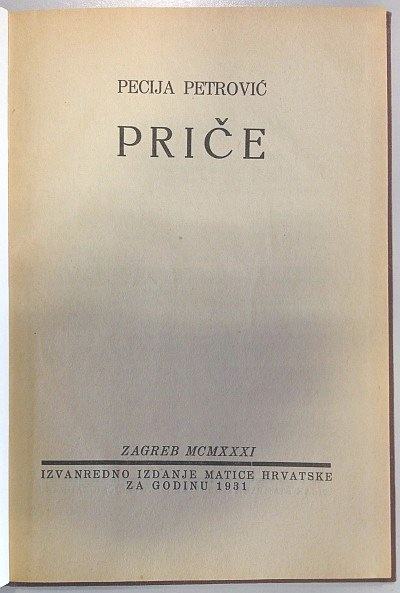 PECIJA PETROVIĆ
PRIČE
ZAGREB MCMXXXI
IZVANREDNO IZDANJE MATICE HRVATSKE
ZA GODINU 1931